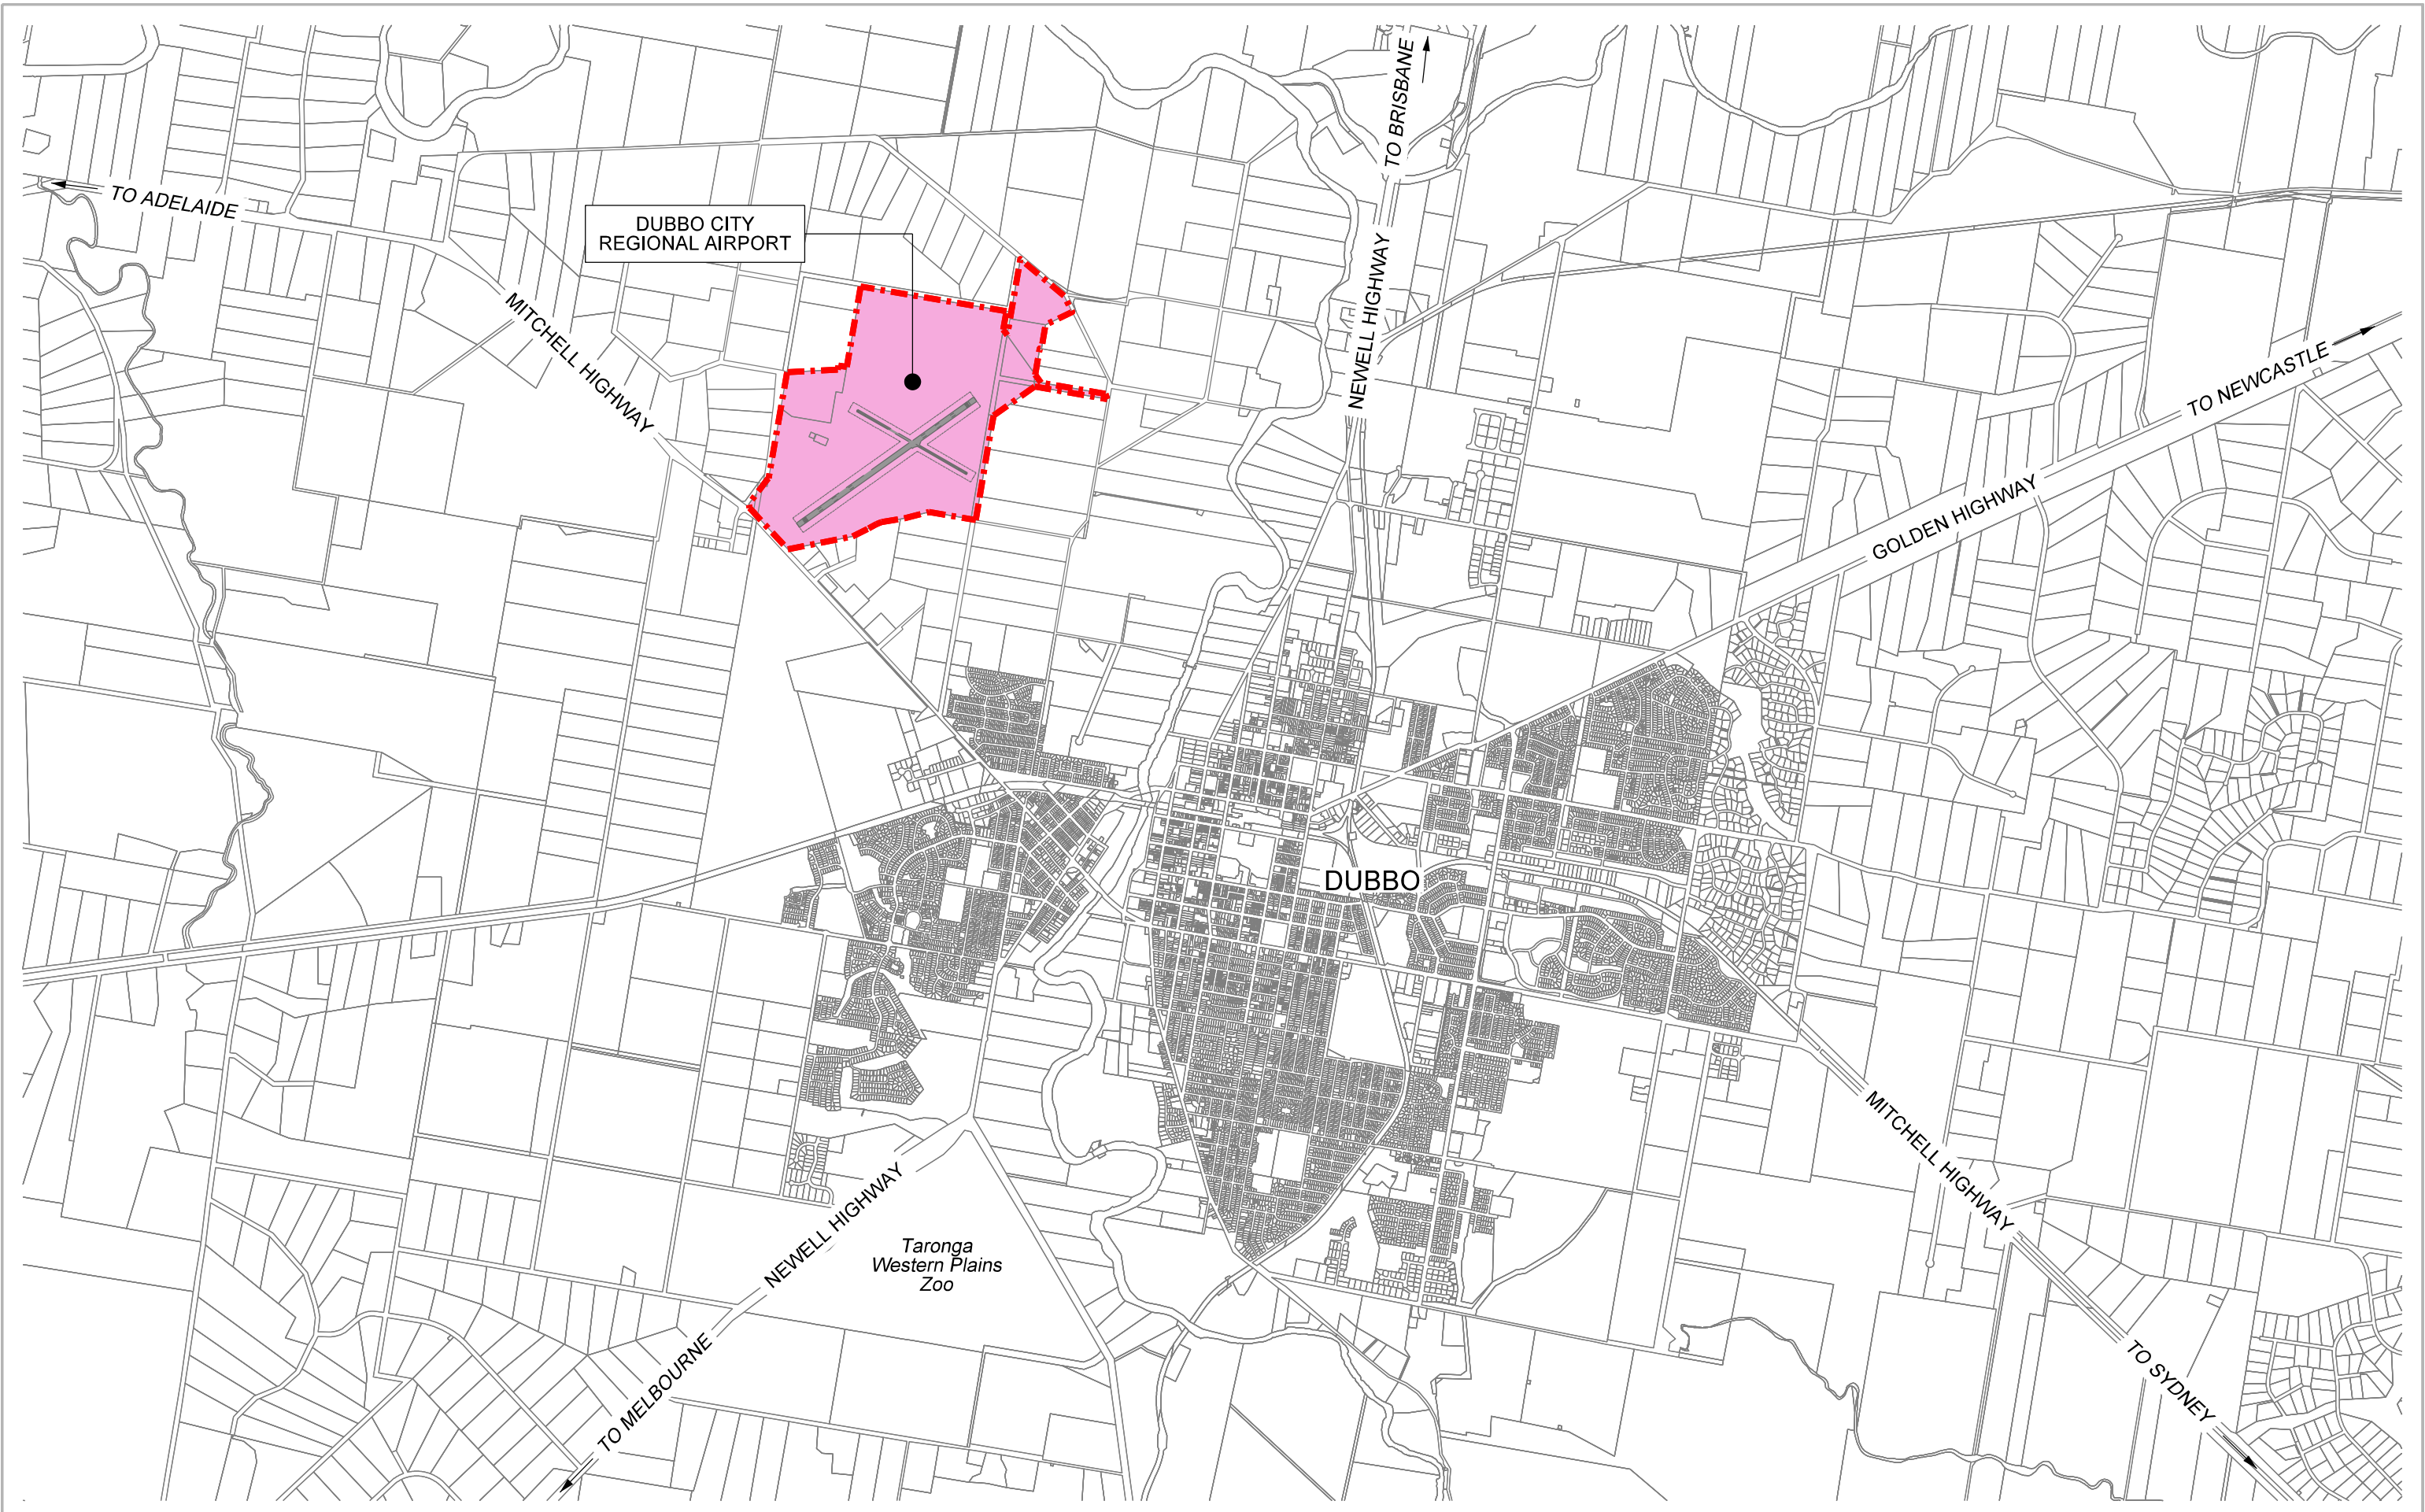 TO BRISBANE
TO ADELAIDE
DUBBO CITY
REGIONAL AIRPORT
MITCHELL HIGHWAY
NEWELL HIGHWAY
TO NEWCASTLE
GOLDEN HIGHWAY
DUBBO
MITCHELL HIGHWAY
NEWELL HIGHWAY
Taronga
Western Plains
Zoo
TO MELBOURNE
TO SYDNEY